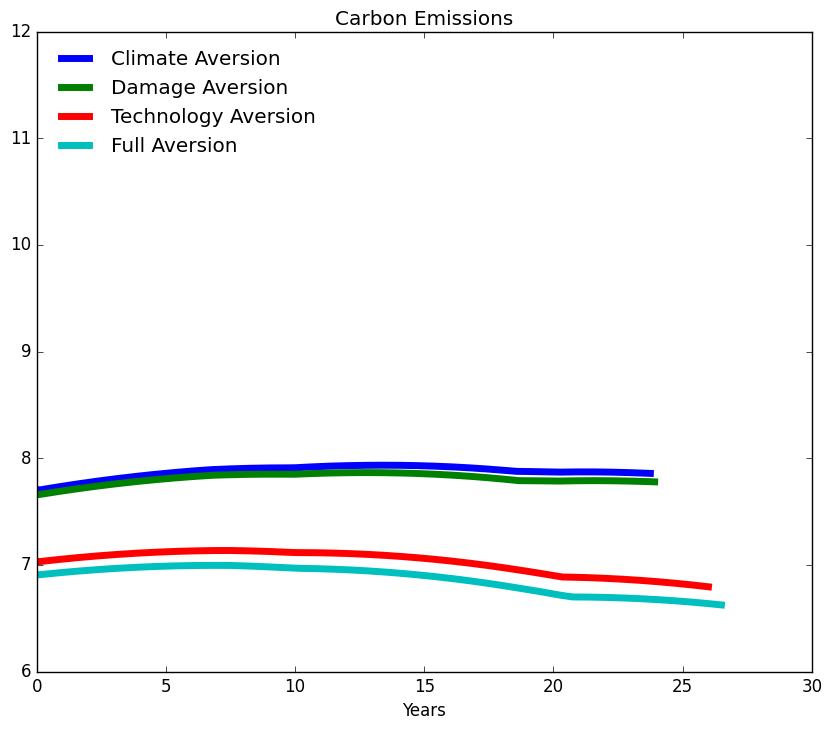 Carbon Emissions
12
11
10
9
8
7
6
Climate Aversion
Damage Aversion
Technology Aversion
Full Aversion
0 5 10 15 20 25 30
Years